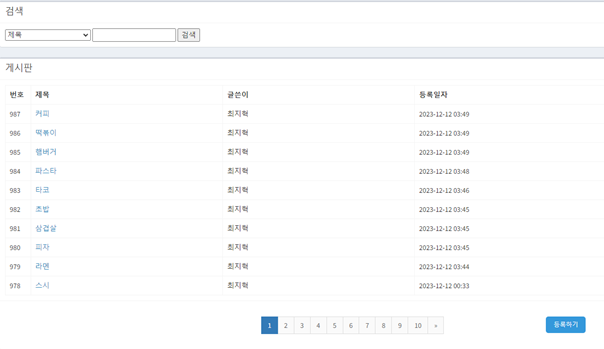 검색
제목 검색
게시판
번호 제목 글쓴이 등록일자
987 커피 최지혁 2023-12-12 03:49
986 떡볶이 최지혁 2023-12-12 03:49
985 햄버거 최지혁 2023-12-12 03:49
984 파스타 최지혁 2023-12-12 03:48
983 타코 최지혁 2023-12-12 03:46
982 초밥 최지혁 2023-12-12 03:45
981 삼겹살 최지혁 2023-12-12 03:45
980 피자 최지혁 2023-12-12 03:45
979 라면 최지혁 2023-12-12 03:44
978 스시 최지혁 2023-12-12 00:33
1 2 3 4 5 6 7 8 9 10 » 등록하기